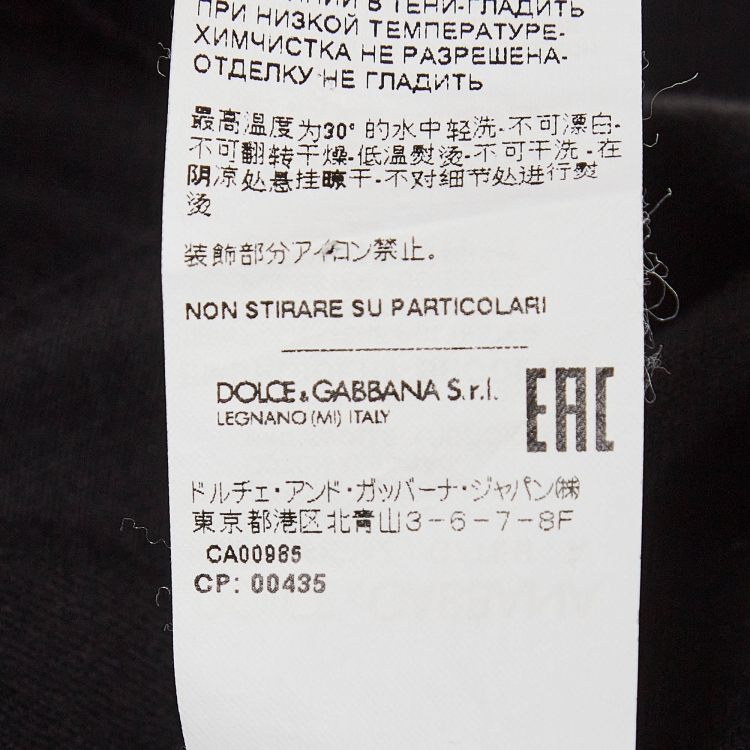 В ТЕНИ-ГЛАДИТЬ
ПРИ НИЗКОЙ ТЕМПЕРАТУРЕ-
ХИМЧИСТКА НЕ РАЗРЕШЕНА-
ОТДЕЛКУ НЕ ГЛАДИТЬ
最高温度为30°的水中轻洗-不可漂白-
不可翻转干燥-低温熨烫-不可干洗-在
阴凉处悬挂晾干-不对细节处进行熨
烫
装飾部分アイロン禁止。
NON STIRARE SU PARTICOLARI
DOLCE & GABBANA S.r.l.
LEGNANO (MI) ITALY
EAC
ドルチェ・アンド・ガッバーナ・ジャパン㈱
東京都港区北青山3-6-7-8F
CA00985
CP: 00435